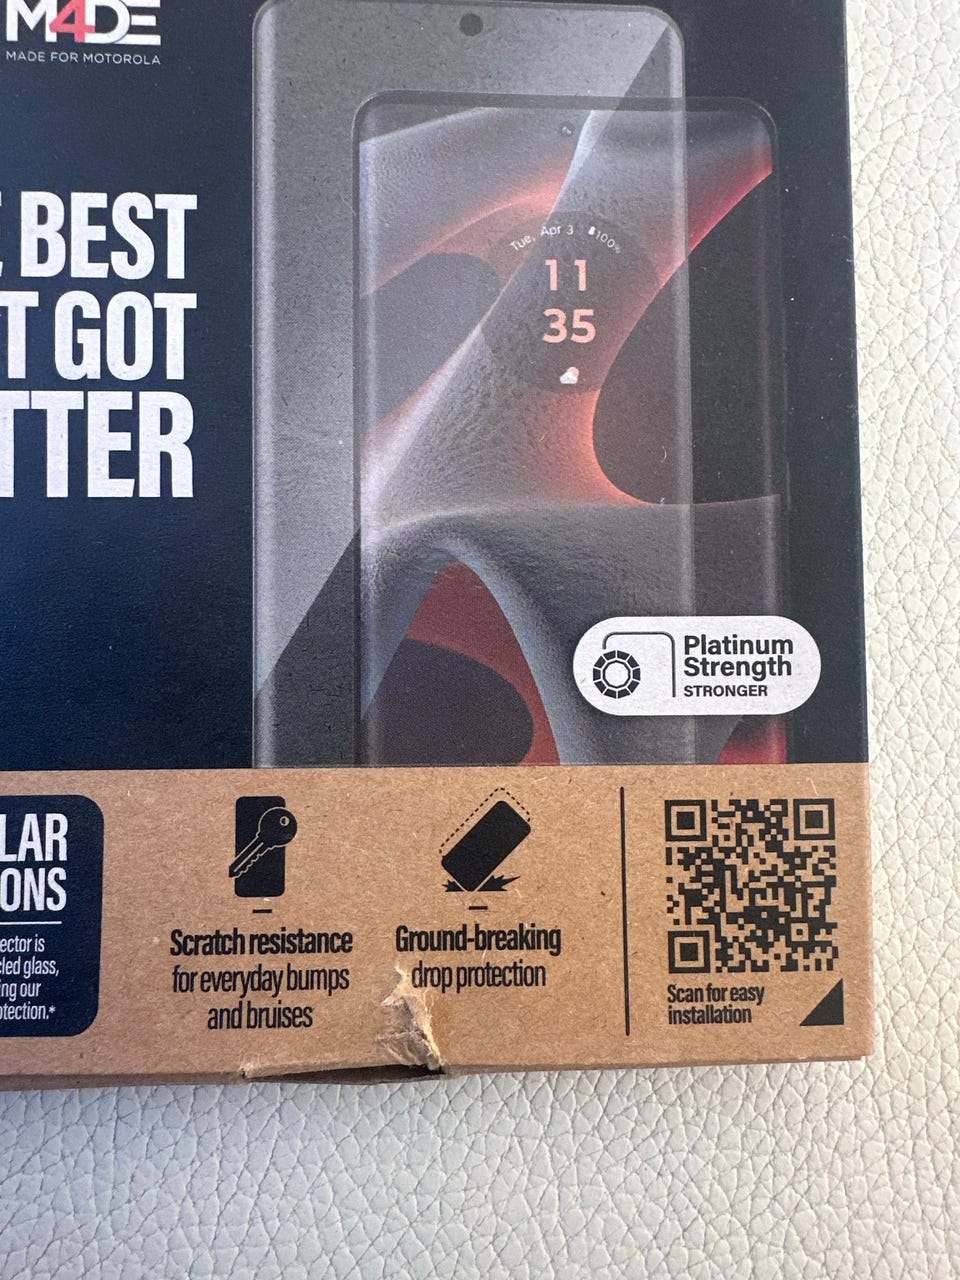 M4DE
MADE FOR MOTOROLA
BEST
T GOT
TTER
Tue, Apr 3 100%
11
35
Platinum
Strength
STRONGER
LAR
ONS
ector is
led glass,
ing our
tection.*
Scratch resistance
for everyday bumps
and bruises
Ground-breaking
drop protection
Scan for easy
installation